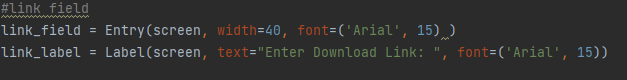 #link field
link_field = Entry(screen, width=40, font=('Arial', 15) )
link_label = Label(screen, text="Enter Download Link: ", font=('Arial', 15))